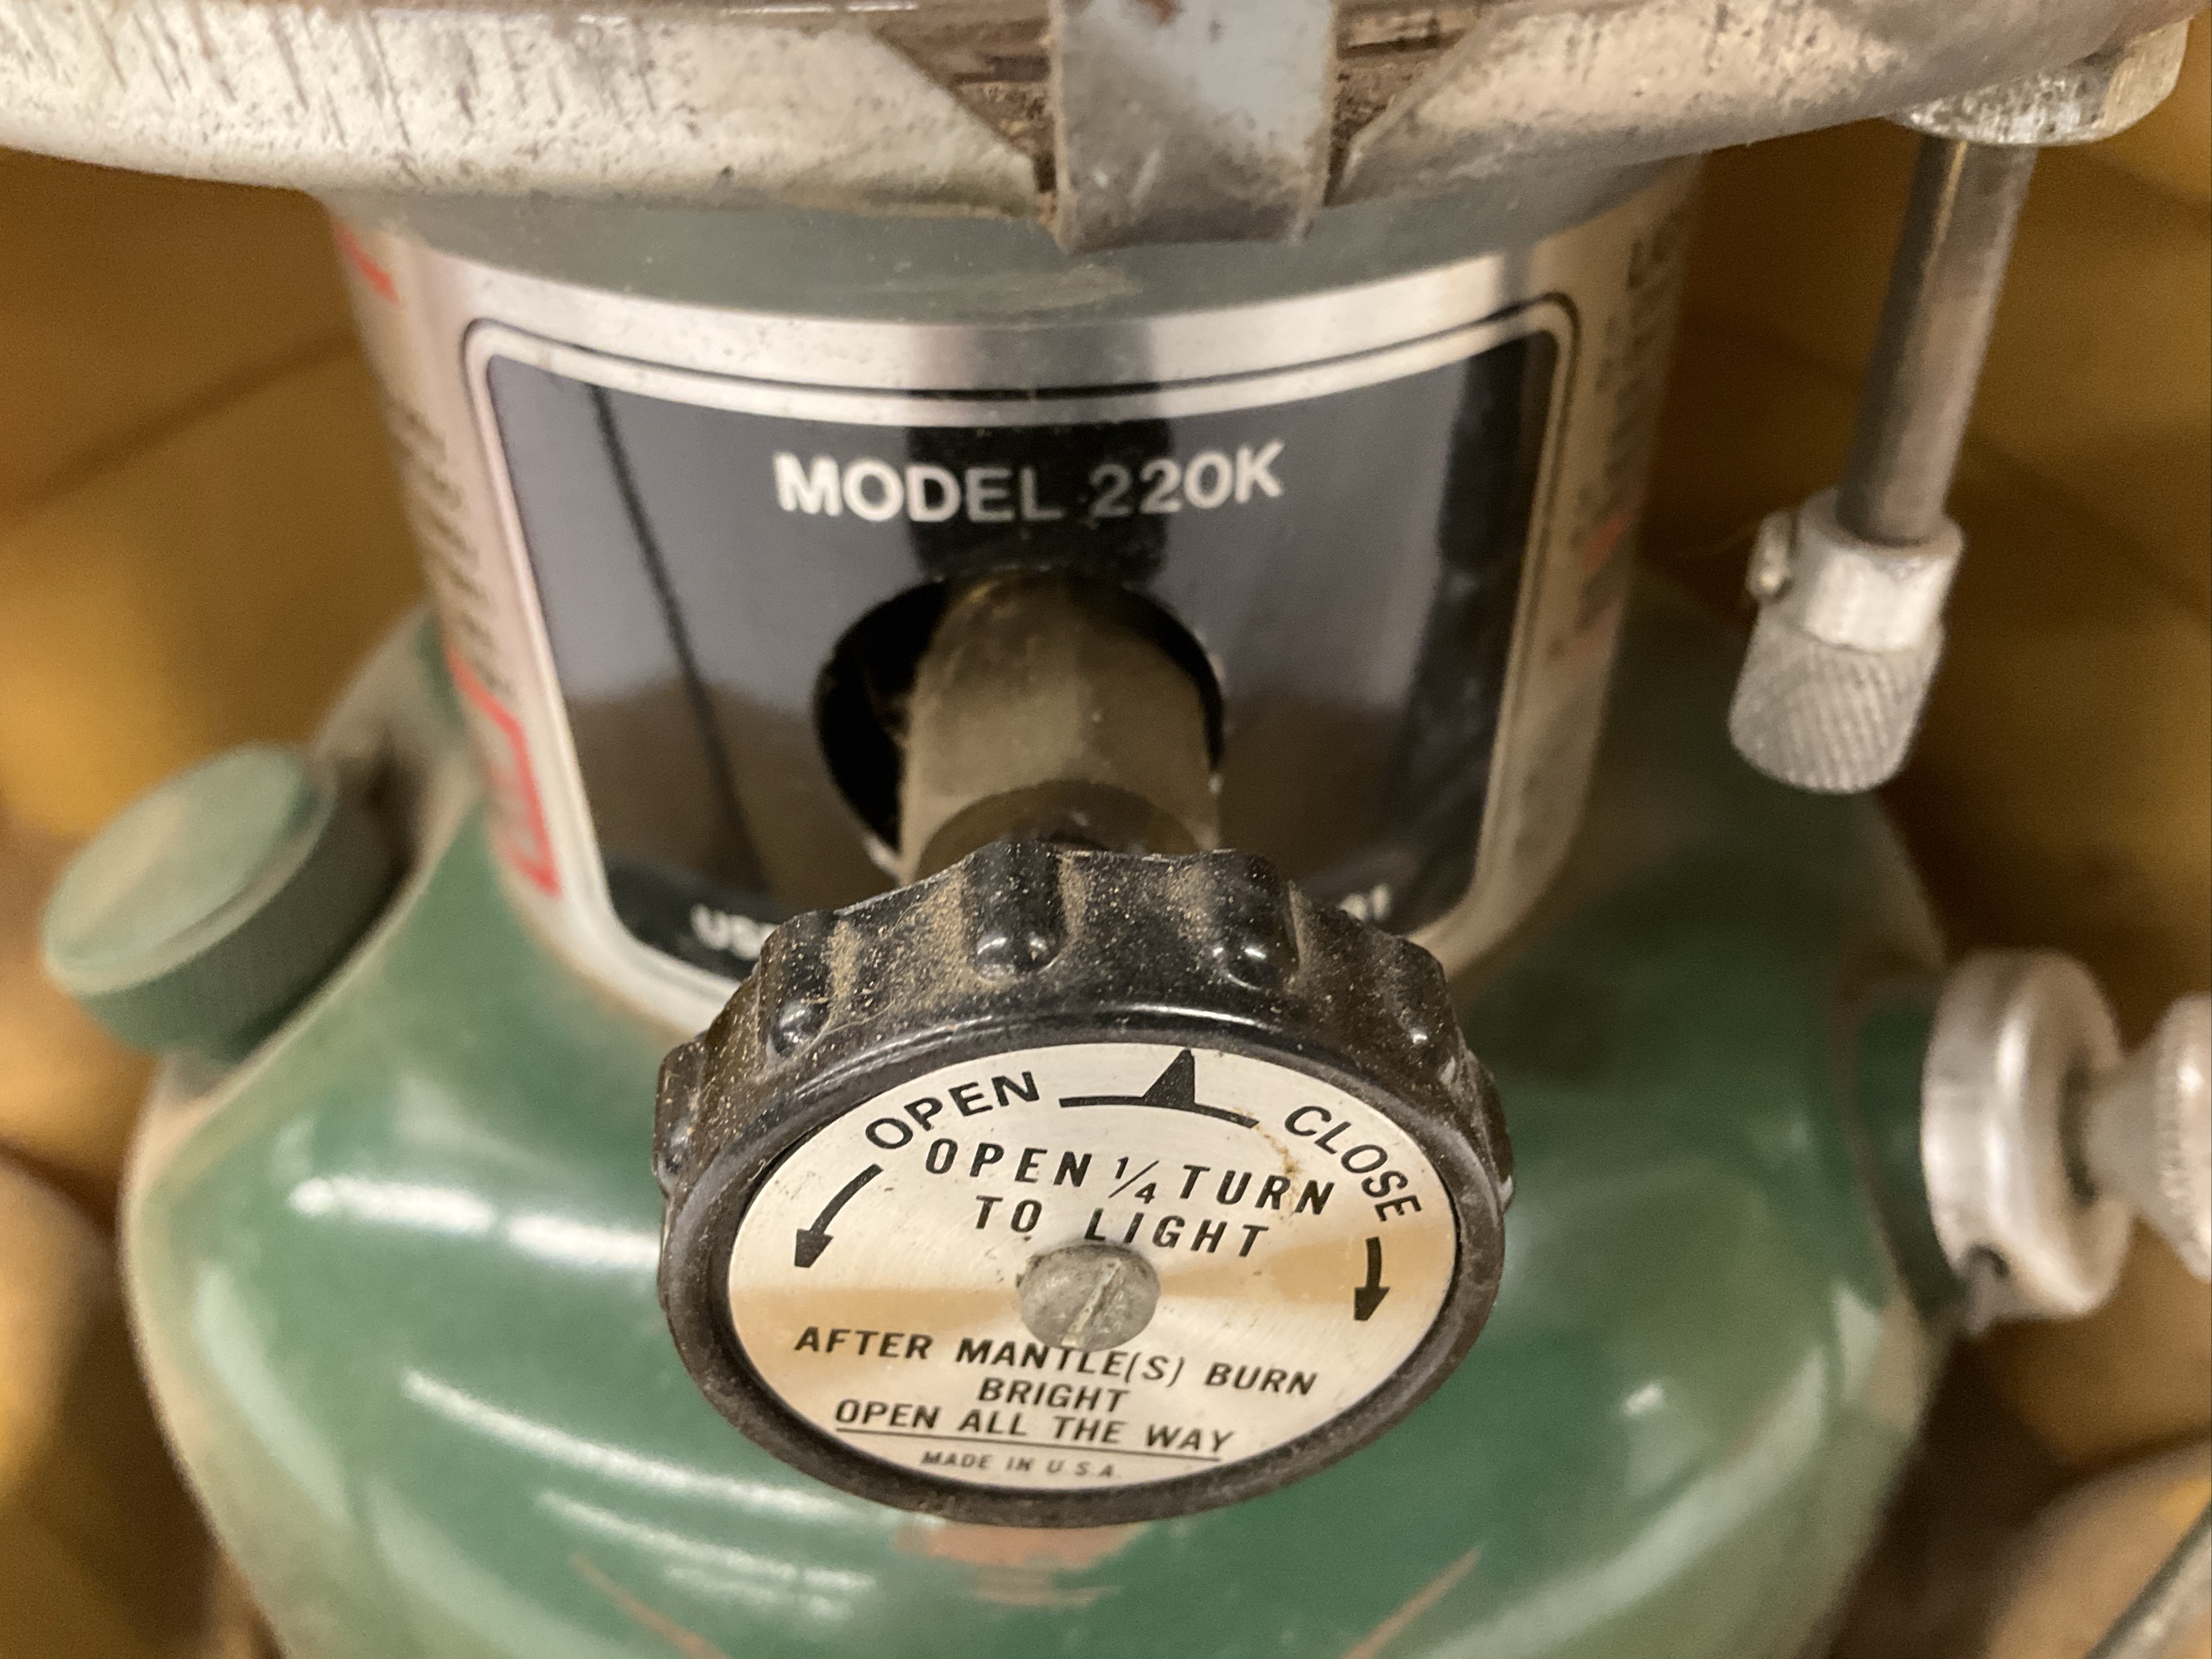 MODEL 220K
OPEN
CLOSE
OPEN ¼ TURN
TO LIGHT
AFTER MANTLE(S) BURN
BRIGHT
OPEN ALL THE WAY
MADE IN U.S.A.